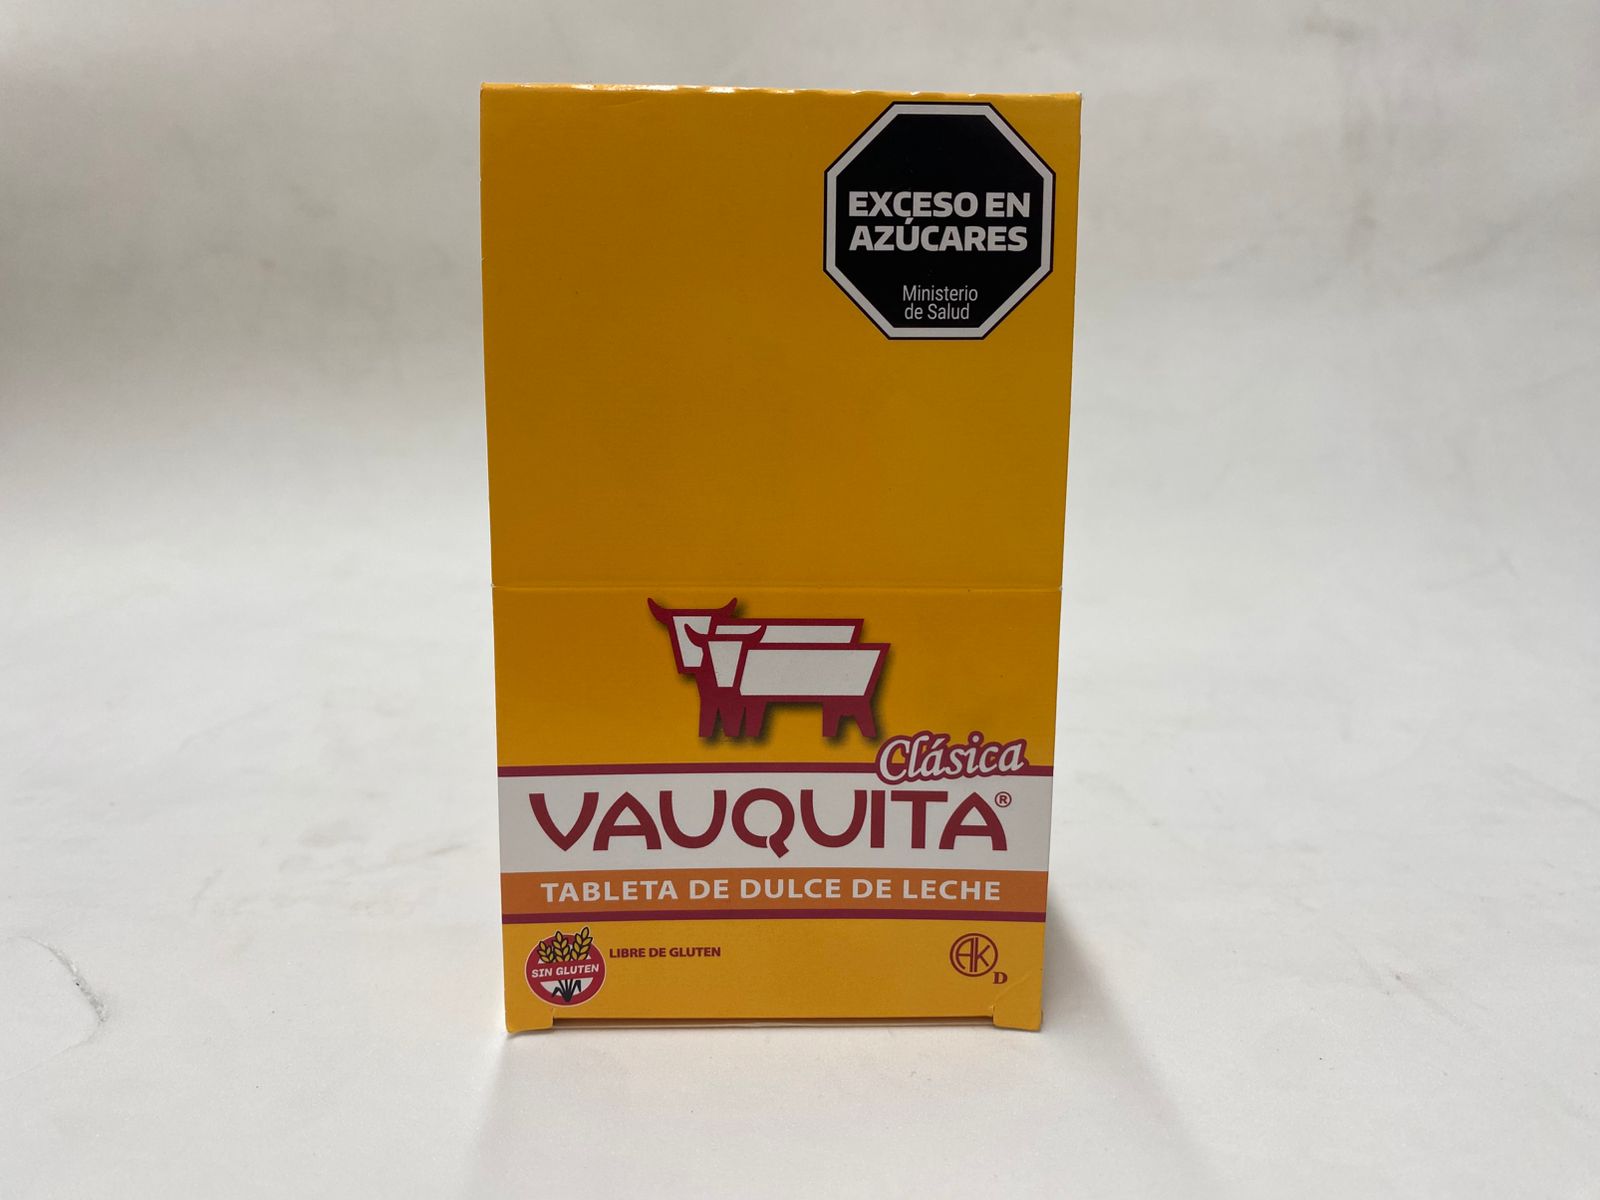 EXCESO EN
AZÚCARES
Ministerio
de Salud
Clásica
VAUQUITA®
TABLETA DE DULCE DE LECHE
SIN GLUTEN
LIBRE DE GLUTEN
AK
D